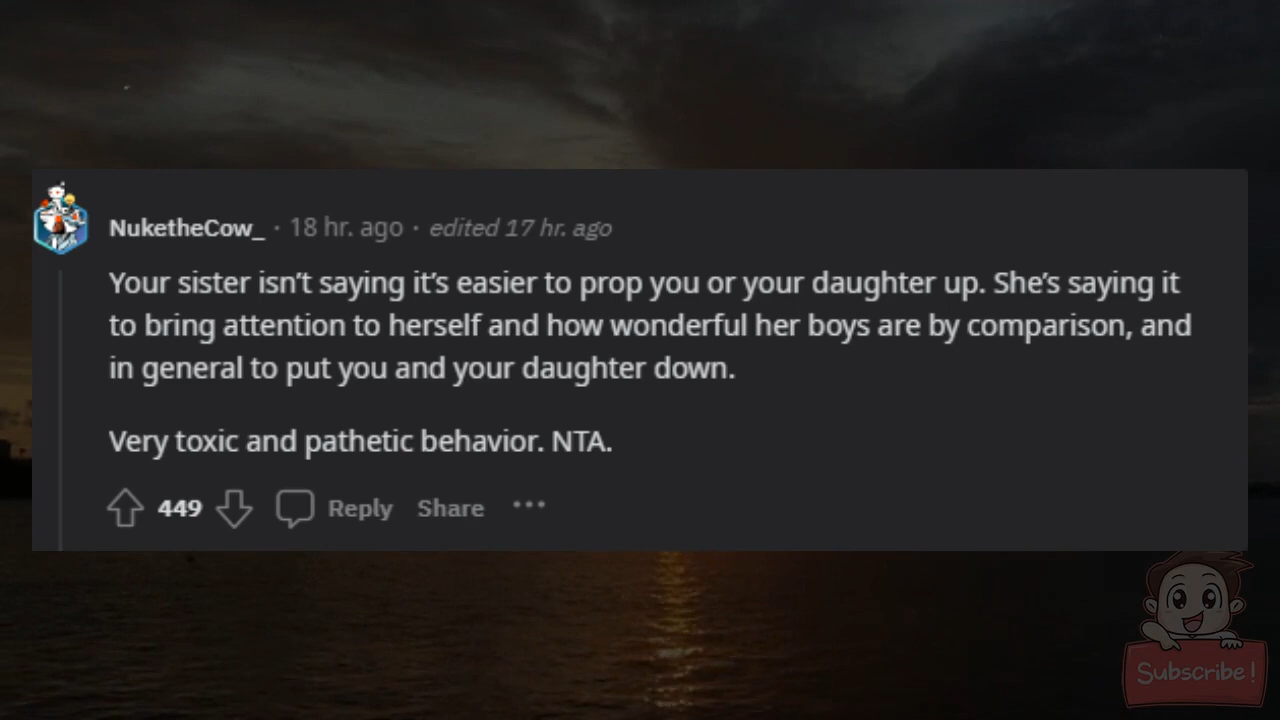 NuketheCow_ · 18 hr. ago · edited 17 hr. ago
Your sister isn’t saying it’s easier to prop you or your daughter up. She’s saying it
to bring attention to herself and how wonderful her boys are by comparison, and
in general to put you and your daughter down.
Very toxic and pathetic behavior. NTA.
449 Reply Share ···
Subscribe !